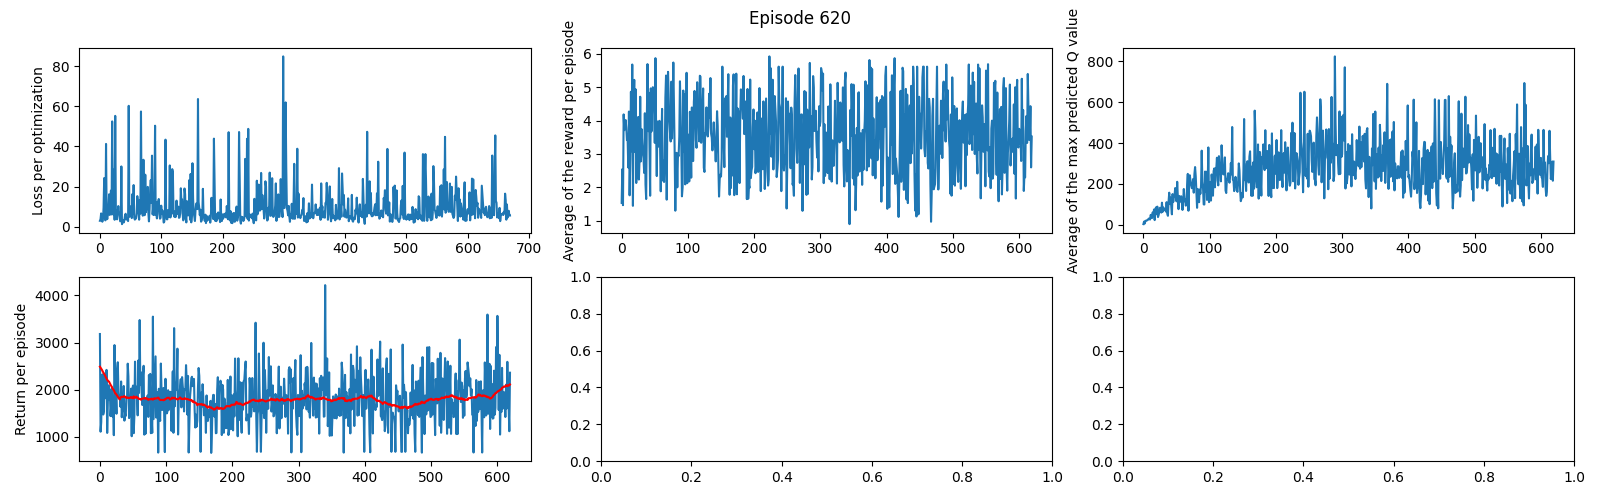 Episode 620
Loss per optimization
80
60
40
20
0
0 100 200 300 400 500 600 700
Average of the reward per episode
6
5
4
3
2
1
0 100 200 300 400 500 600
Average of the max predicted Q value
800
600
400
200
0
0 100 200 300 400 500 600
Return per episode
4000
3000
2000
1000
0 100 200 300 400 500 600
1.0
0.8
0.6
0.4
0.2
0.0
0.0 0.2 0.4 0.6 0.8 1.0
1.0
0.8
0.6
0.4
0.2
0.0
0.0 0.2 0.4 0.6 0.8 1.0